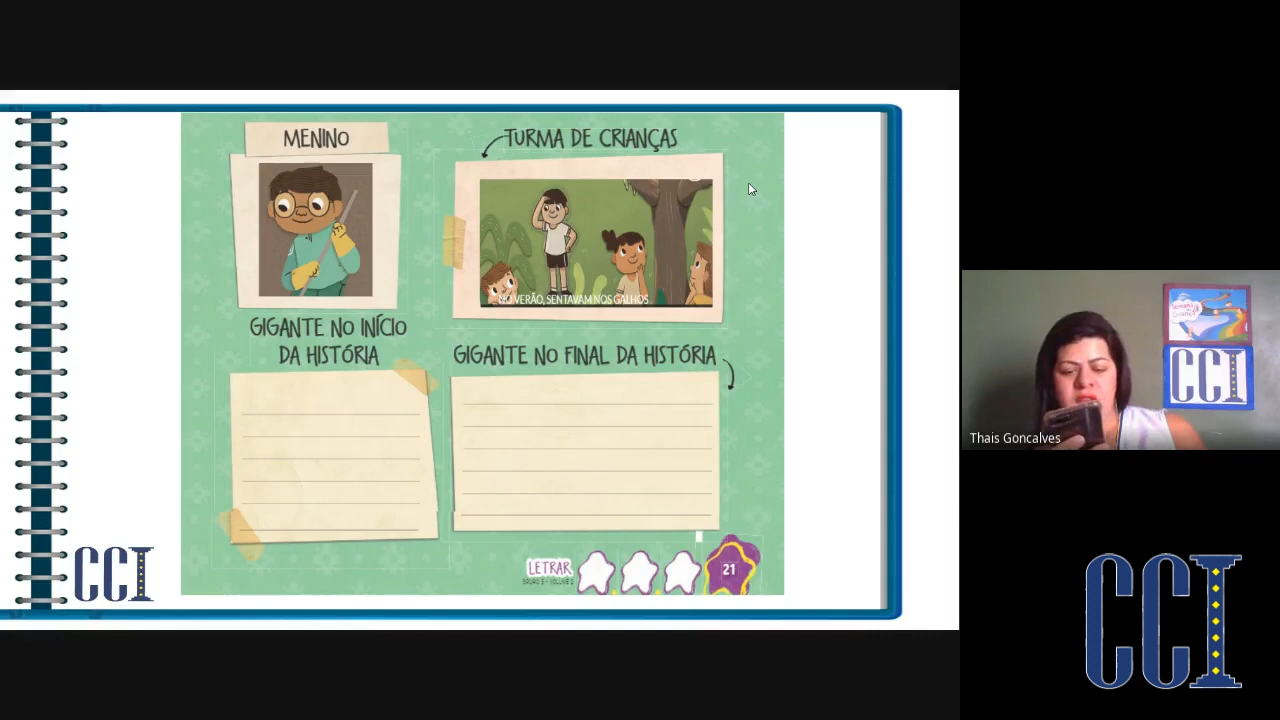 MENINO
TURMA DE CRIANÇAS
NO VERÃO, SENTAVAM NOS GALHOS
GIGANTE NO INÍCIO
DA HISTÓRIA
GIGANTE NO FINAL DA HISTÓRIA
LETRAR
21
CCI
CCI
Thais Goncalves
CCI